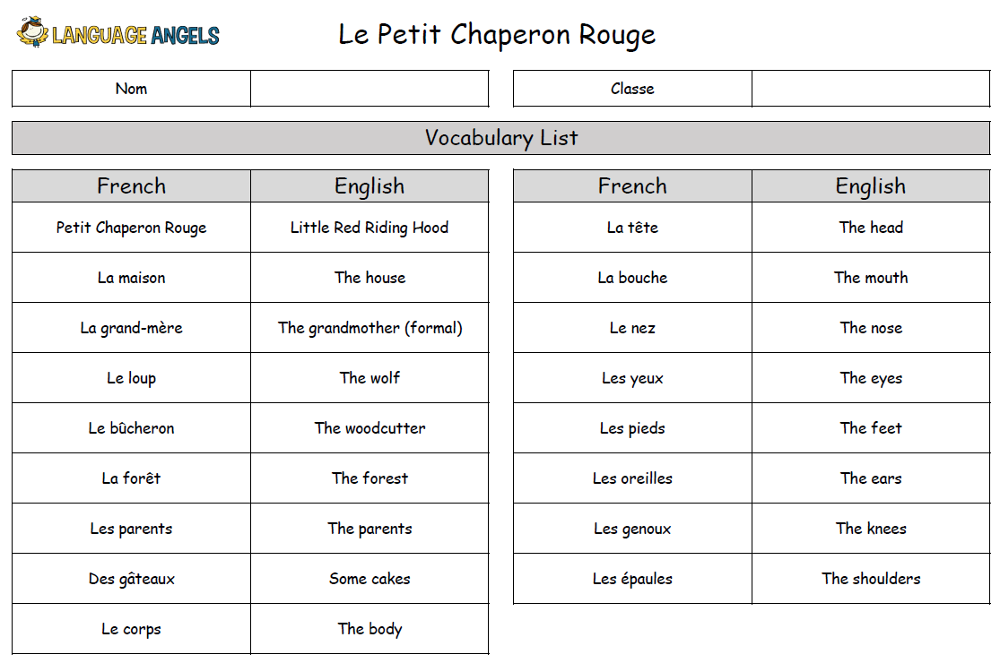 LANGUAGE ANGELS
Le Petit Chaperon Rouge
Nom
Classe
Vocabulary List
French English
Petit Chaperon Rouge Little Red Riding Hood
La maison The house
La grand-mère The grandmother (formal)
Le loup The wolf
Le bûcheron The woodcutter
La forêt The forest
Les parents The parents
Des gâteaux Some cakes
Le corps The body
French English
La tête The head
La bouche The mouth
Le nez The nose
Les yeux The eyes
Les pieds The feet
Les oreilles The ears
Les genoux The knees
Les épaules The shoulders